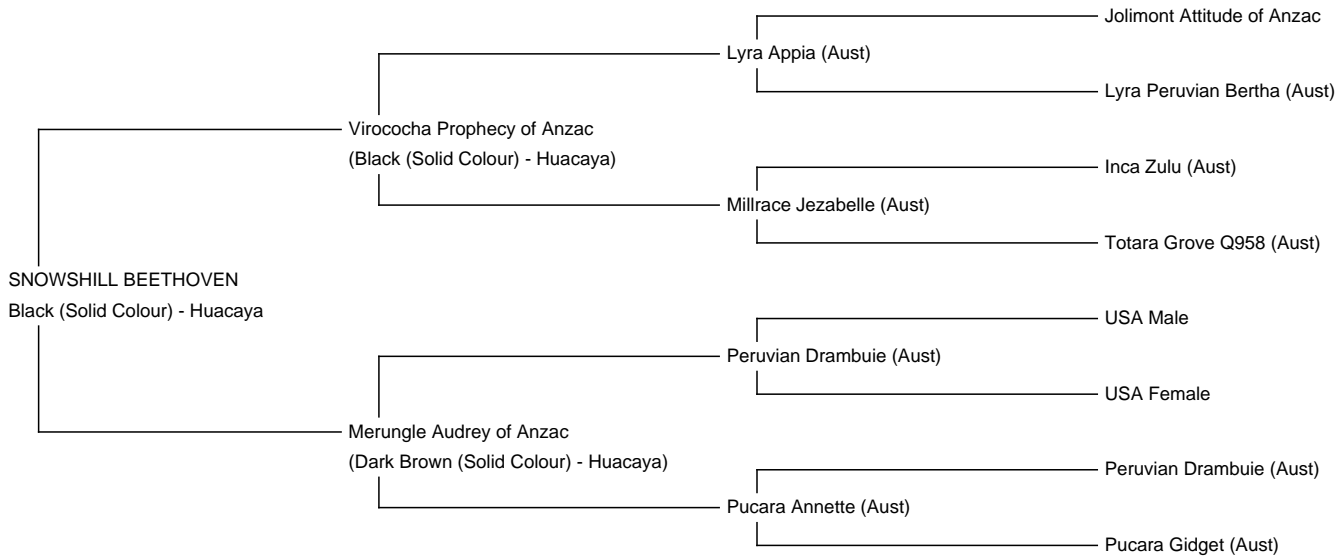 Jolimont Attitude of Anzac
Lyra Appia (Aust)
Lyra Peruvian Bertha (Aust)
Virococha Prophecy of Anzac
(Black (Solid Colour) - Huacaya)
Inca Zulu (Aust)
Millrace Jezabelle (Aust)
Totara Grove Q958 (Aust)
SNOWSHILL BEETHOVEN
Black (Solid Colour) - Huacaya
USA Male
Peruvian Drambuie (Aust)
USA Female
Merungle Audrey of Anzac
(Dark Brown (Solid Colour) - Huacaya)
Peruvian Drambuie (Aust)
Pucara Annette (Aust)
Pucara Gidget (Aust)